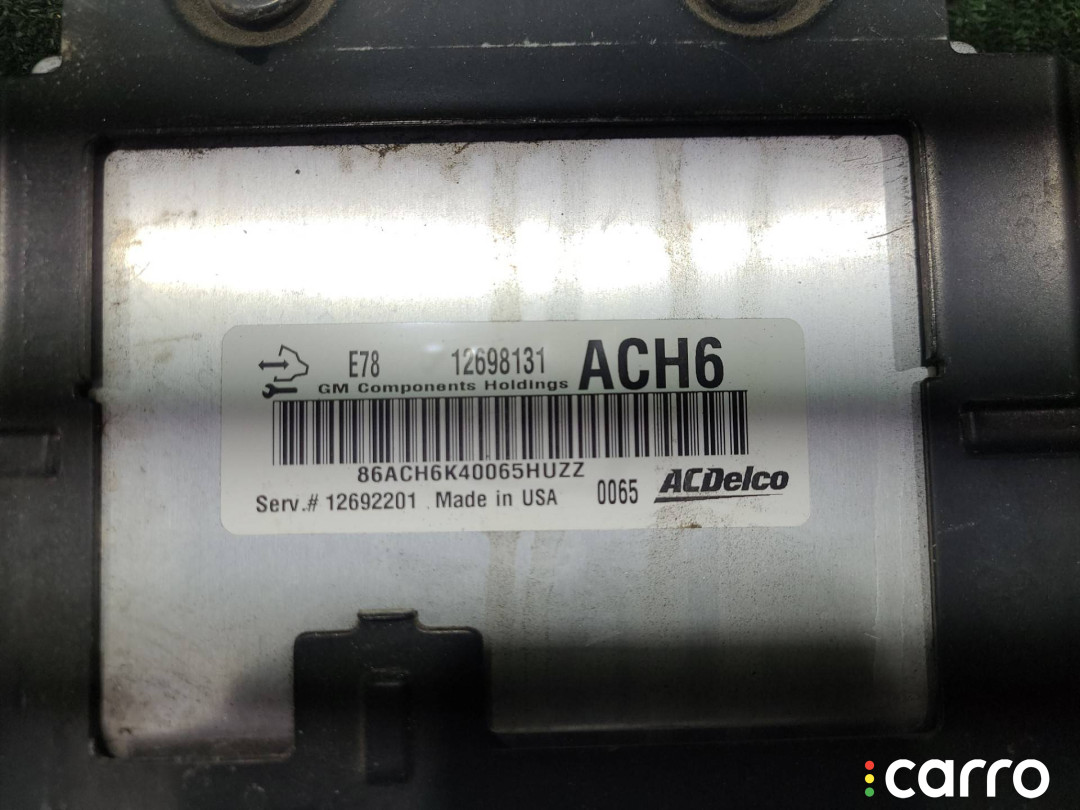 E78 12698131 ACH6
GM Components Holdings
86ACH6K40065HUZZ
Serv.# 12692201 . Made in USA 0065 ACDelco
carro